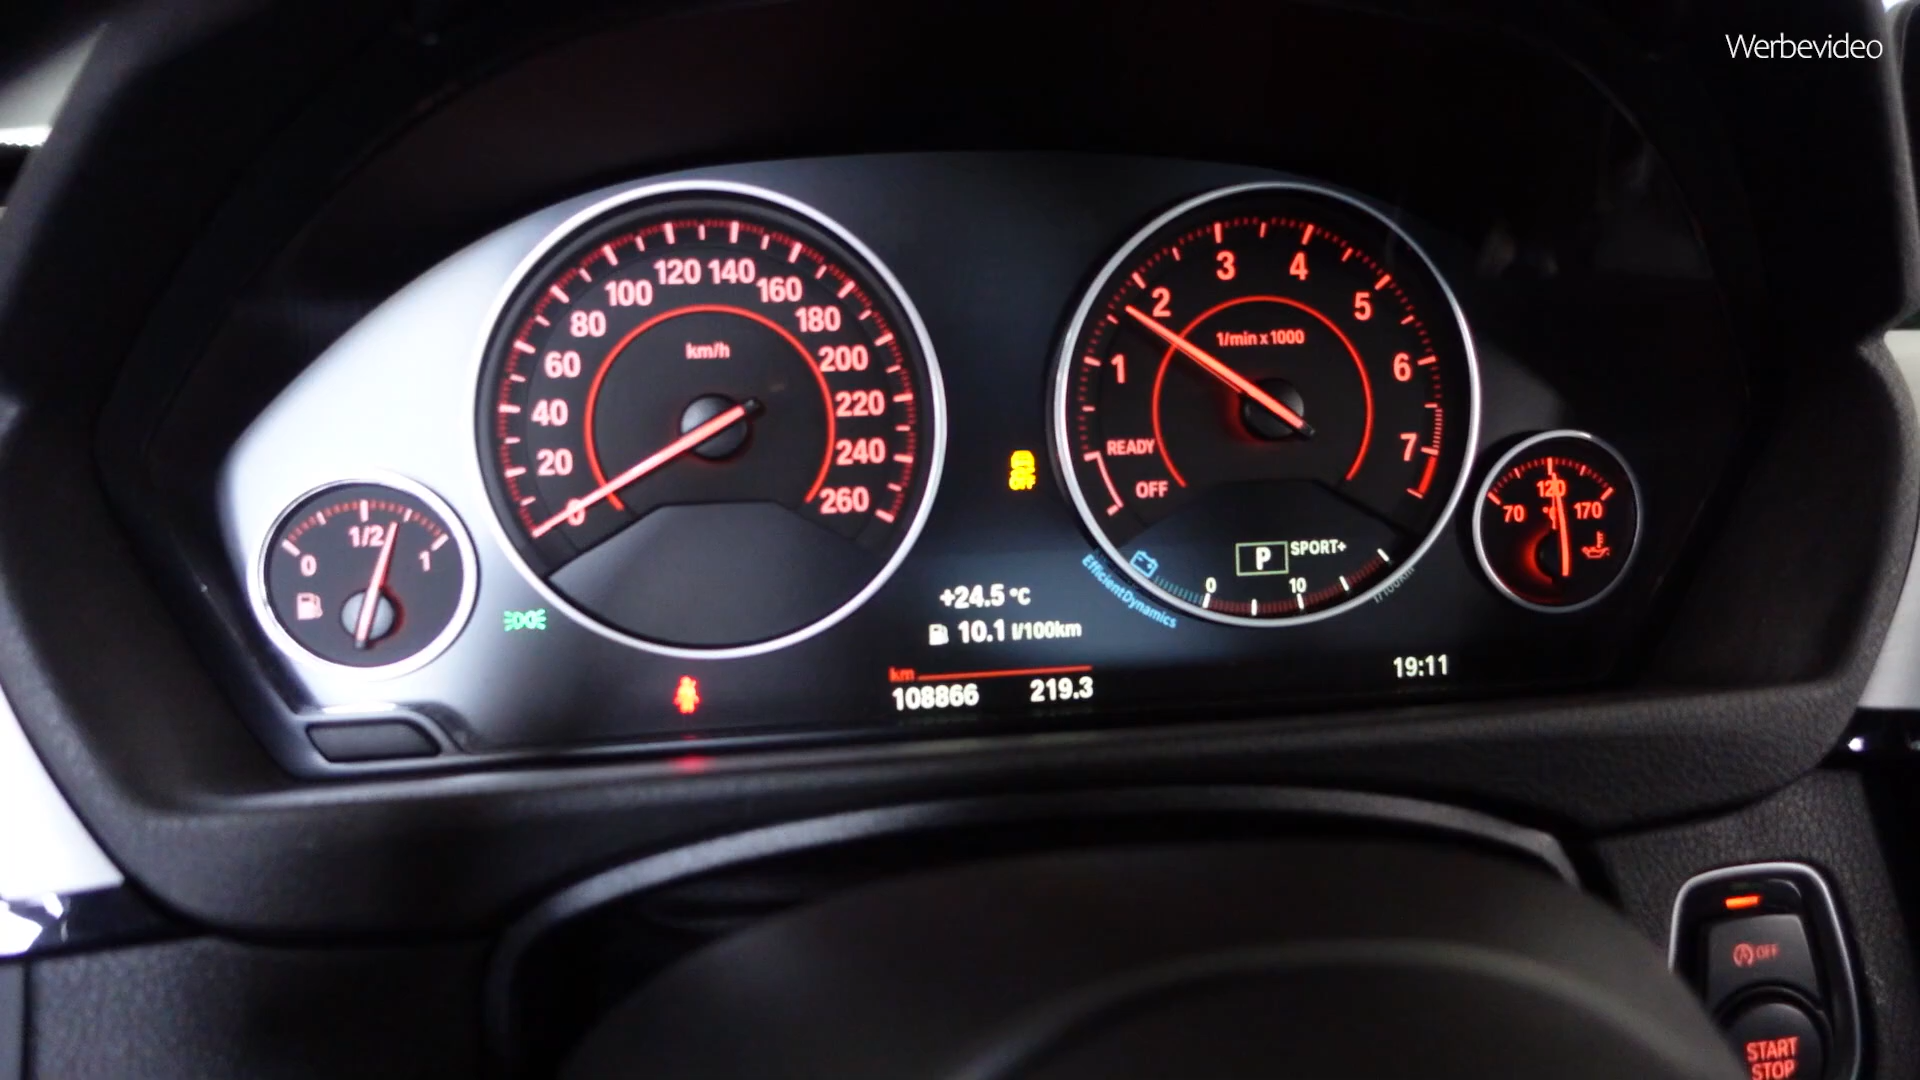 Werbevideo
0
1/2
1
0
20
40
60
80
100
120
140
160
180
200
220
240
260
km/h
OFF
+24.5 °C
10.1 l/100km
km
108866 219.3
1
2
3
4
5
6
7
1/min x 1000
READY
OFF
P SPORT+
0
10
EfficientDynamics
19:11
70
120
170
°C
OFF
START
STOP